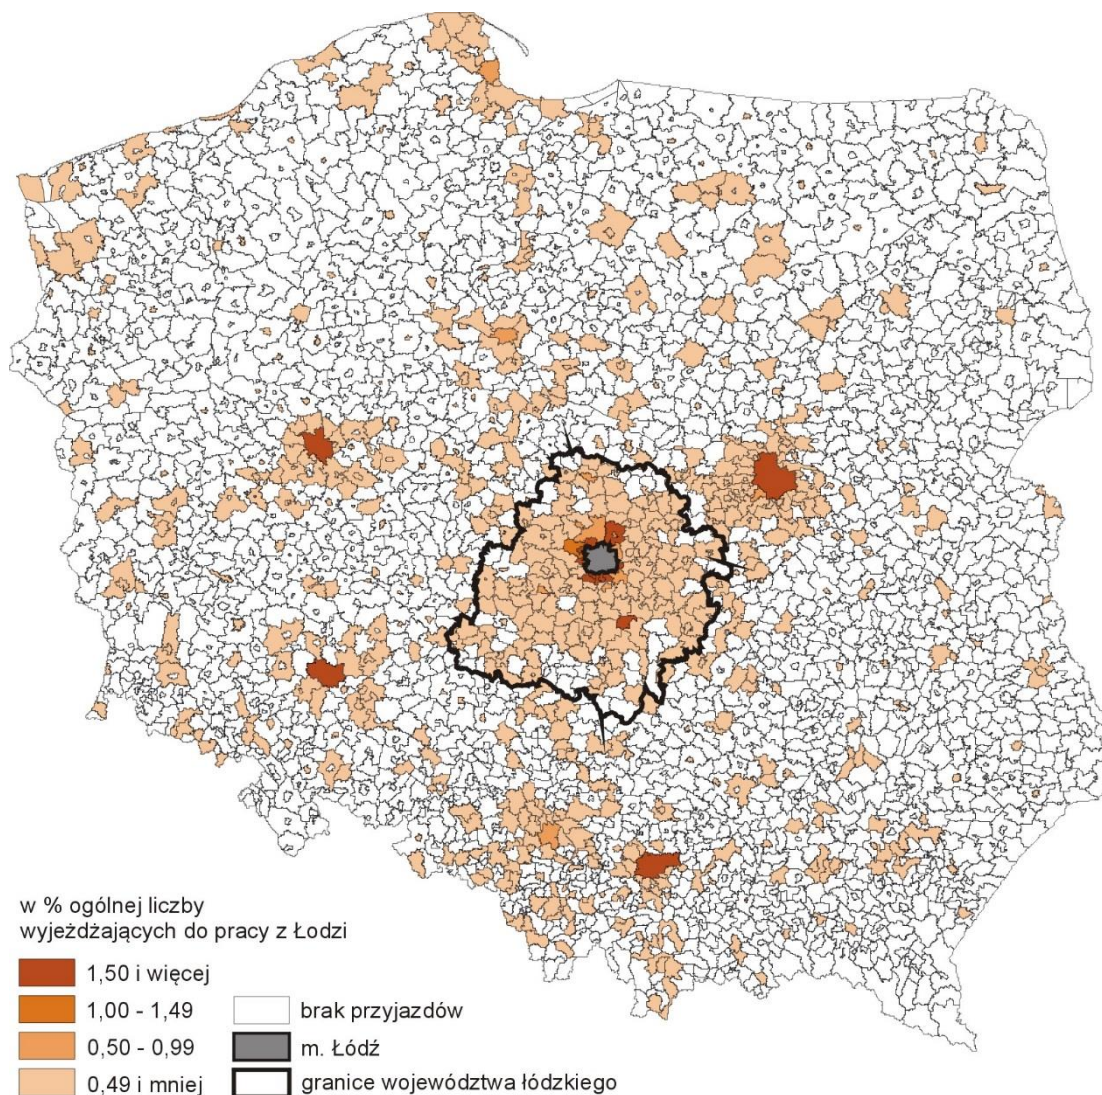 w % ogólnej liczby
wyjeżdżających do pracy z Łodzi
1,50 i więcej
1,00 - 1,49
0,50 - 0,99
0,49 i mniej
brak przyjazdów
m. Łódź
granice województwa łódzkiego